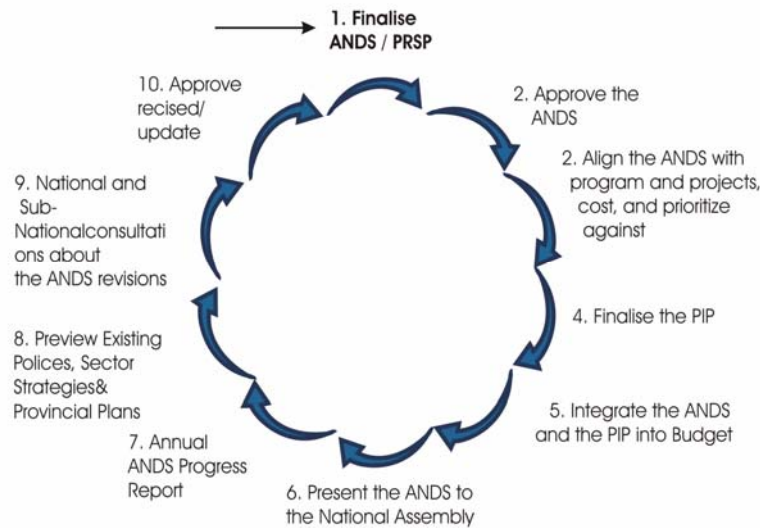 1. Finalise
ANDS / PRSP
2. Approve the
ANDS
2. Align the ANDS with
program and projects,
cost, and prioritize
against
4. Finalise the PIP
5. Integrate the ANDS
and the PIP into Budget
6. Present the ANDS to
the National Assembly
7. Annual
ANDS Progress
Report
8. Preview Existing
Polices, Sector
Strategies&
Provincial Plans
9. National and
Sub-
Nationalconsultati
ons about
the ANDS revisions
10. Approve
recised/
update